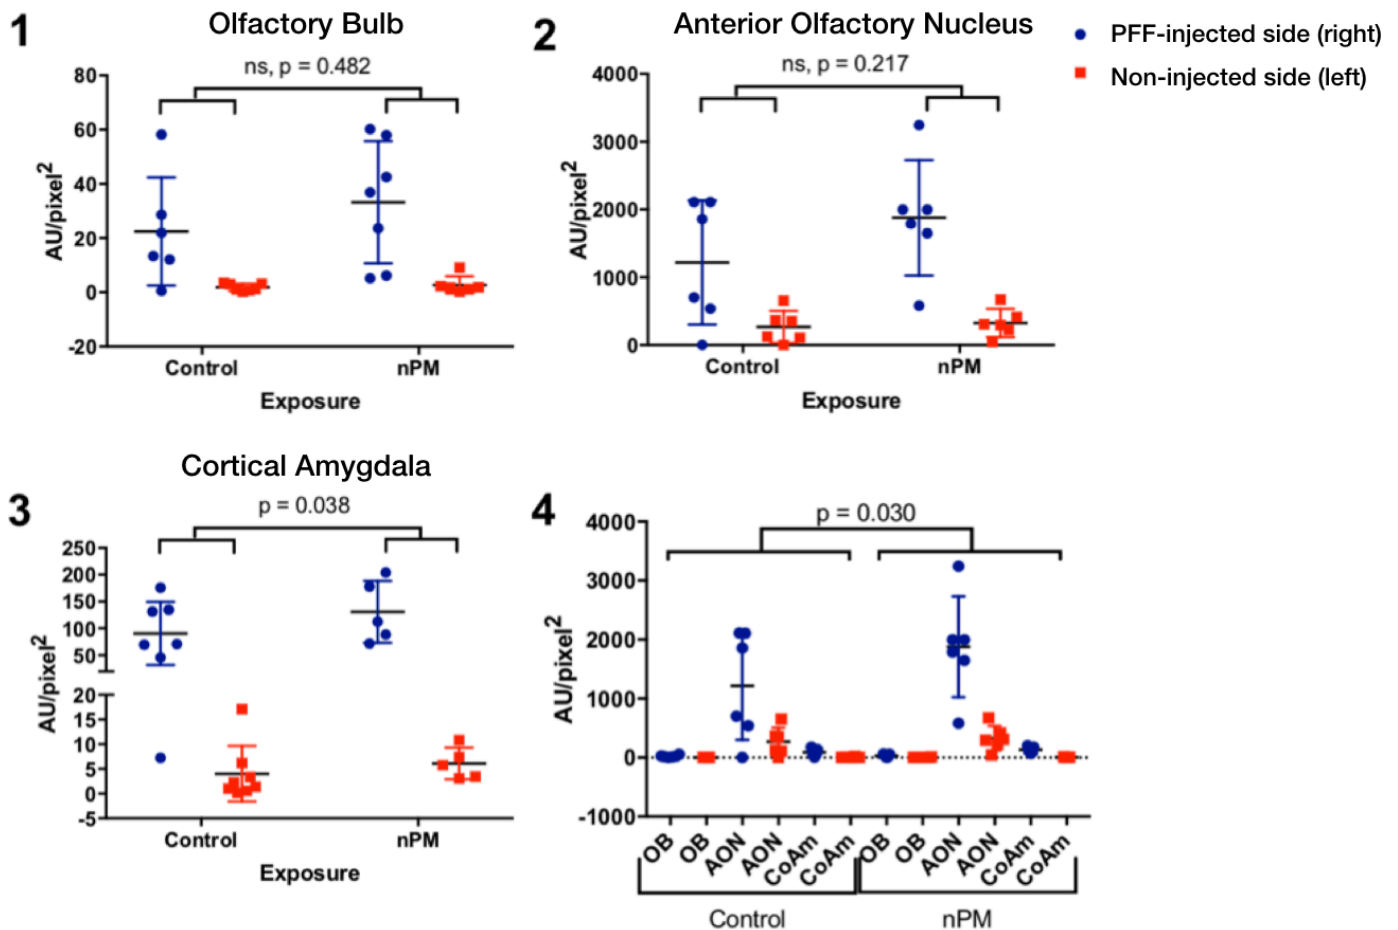 1
Olfactory Bulb
ns, p = 0.482
80
60
40
20
0
-20
AU/pixel2
Control
nPM
Exposure
2
Anterior Olfactory Nucleus
ns, p = 0.217
4000
3000
2000
1000
0
AU/pixel2
Control
nPM
Exposure
PFF-injected side (right)
Non-injected side (left)
3
Cortical Amygdala
p = 0.038
250
200
150
100
50
20
15
10
5
0
-5
AU/pixel2
Control
nPM
Exposure
4
p = 0.030
4000
3000
2000
1000
0
-1000
AU/pixel2
OB
OB
AON
AON
CoAm
CoAm
OB
OB
AON
AON
CoAm
CoAm
Control
nPM